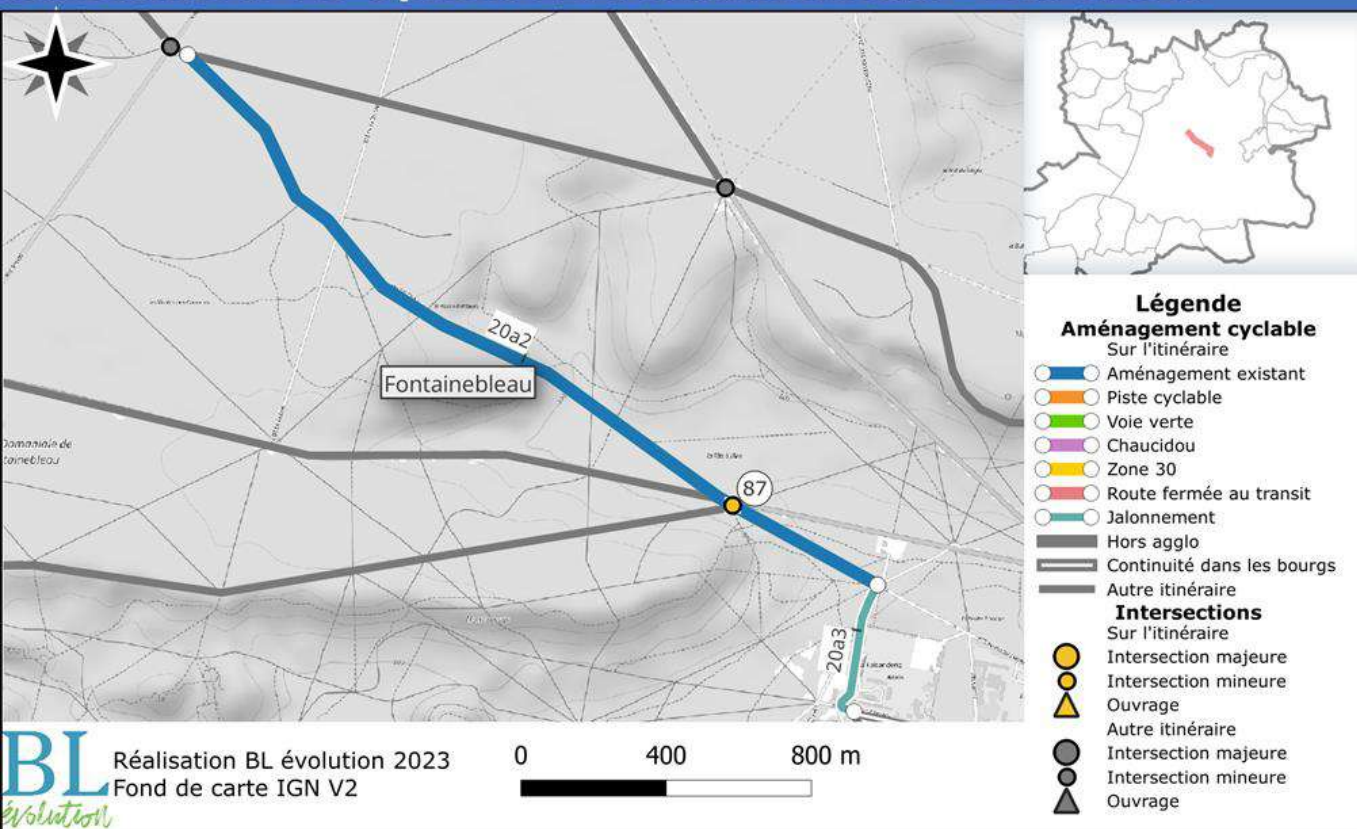 20a2
Fontainebleau
Domaniale de
tainebleau
87
20a3
Légende
Aménagement cyclable
Sur l'itinéraire
Aménagement existant
Piste cyclable
Voie verte
Chaucidou
Zone 30
Route fermée au transit
Jalonnement
Hors agglo
Continuité dans les bourgs
Autre itinéraire
Intersections
Sur l'itinéraire
Intersection majeure
Intersection mineure
Ouvrage
Autre itinéraire
Intersection majeure
Intersection mineure
Ouvrage
BL
évolution
Réalisation BL évolution 2023
Fond de carte IGN V2
0 400 800 m